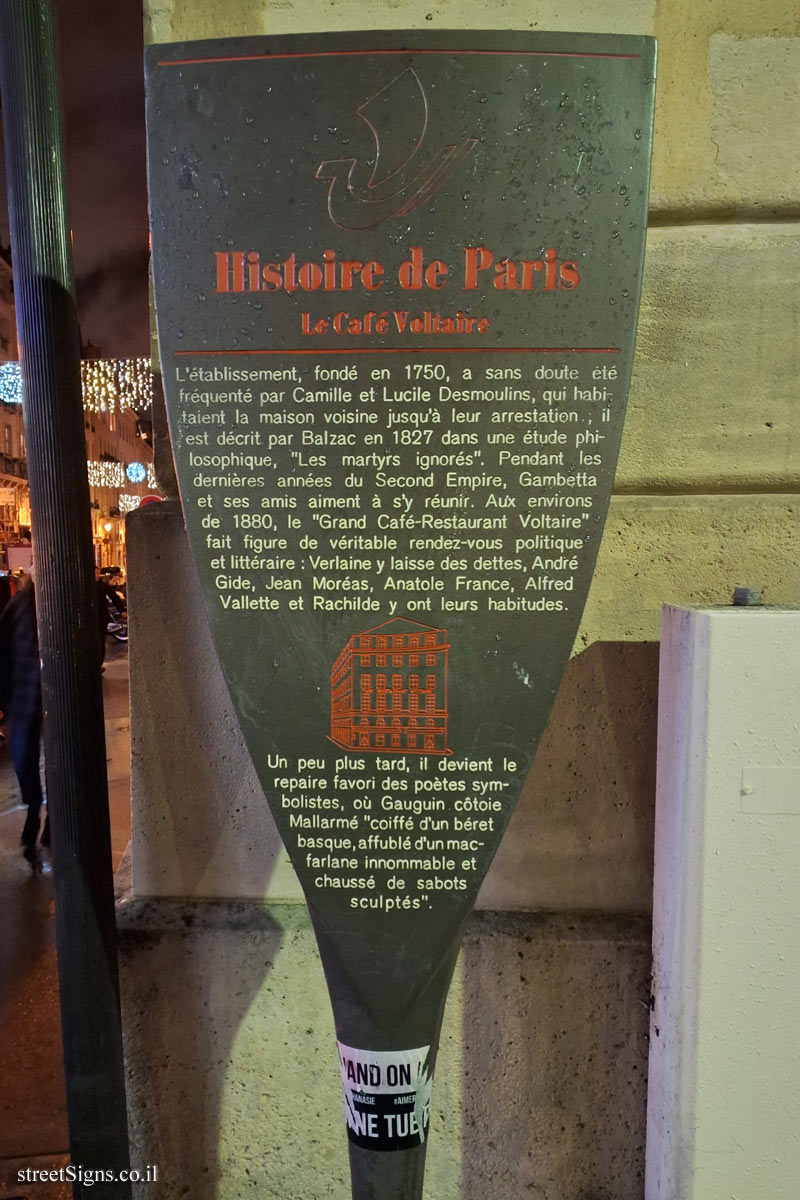 Histoire de Paris
Le Café Voltaire
L'établissement, fondé en 1750, a sans doute été
fréquenté par Camille et Lucile Desmoulins, qui habi-
taient la maison voisine jusqu'à leur arrestation ; il
est décrit par Balzac en 1827 dans une étude phi-
losophique, "Les martyrs ignorés". Pendant les
dernières années du Second Empire, Gambetta
et ses amis aiment à s'y réunir. Aux environs
de 1880, le "Grand Café-Restaurant Voltaire"
fait figure de véritable rendez-vous politique
et littéraire : Verlaine y laisse des dettes, André
Gide, Jean Moréas, Anatole France, Alfred
Vallette et Rachilde y ont leurs habitudes.
Un peu plus tard, il devient le
repaire favori des poètes sym-
bolistes, où Gauguin côtoie
Mallarmé "coiffé d'un béret
basque, affublé d'un mac-
farlane innommable et
chaussé de sabots
sculptés".
AND ON
#AIMER
NE TUE
streetSigns.co.il